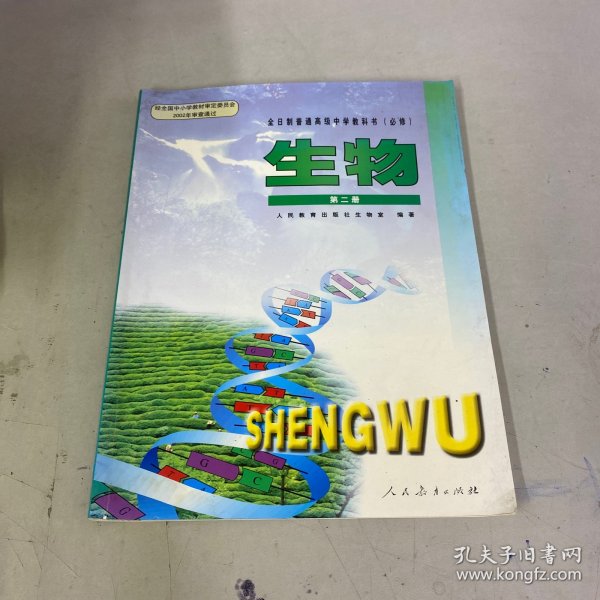 经全国中小学教材审定委员会
2002年审查通过
全日制普通高级中学教科书（必修）
生物
第二册
人民教育出版社生物室 编著
SHENGWU
G
C
人民教育出版社
孔夫子旧书网
www.kongfz.com